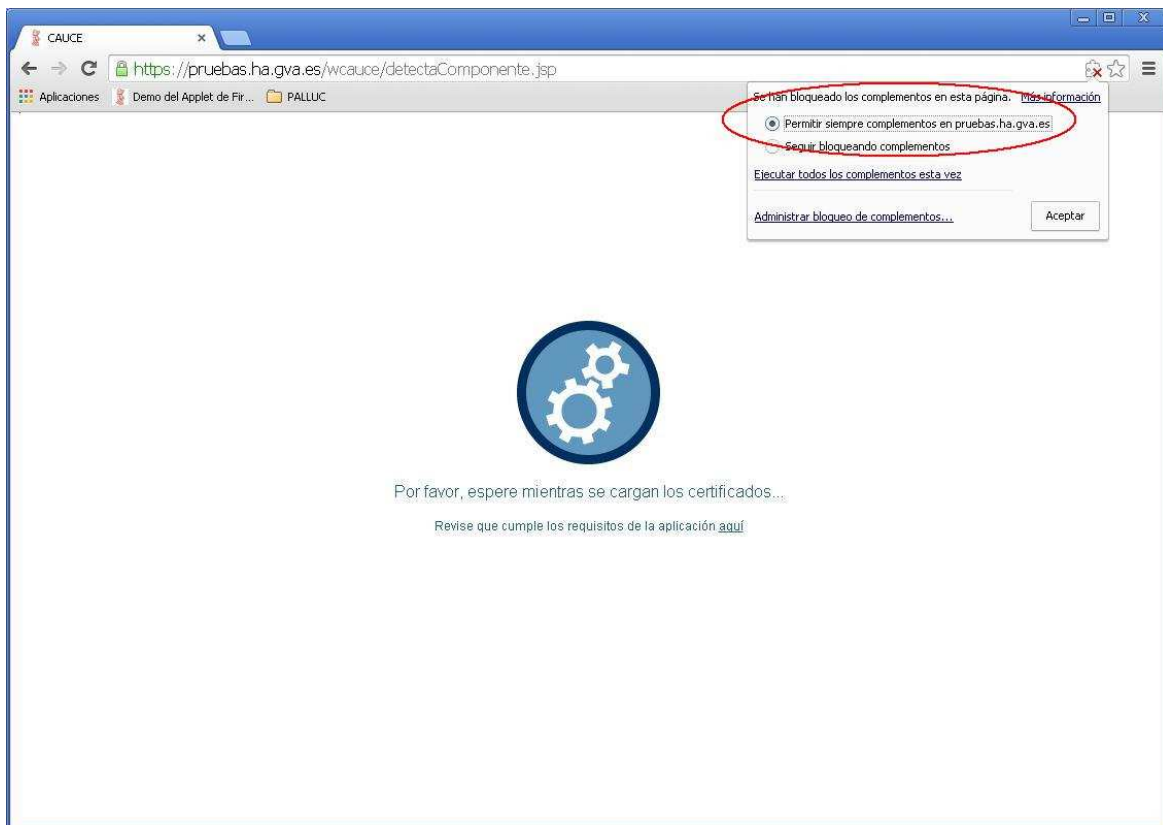 CAUCE
https://pruebas.ha.gva.es/wcauce/detectaComponente.jsp
Aplicaciones Demo del Applet de Fir... PALLUC
Se han bloqueado los complementos en esta página. Más información
Permitir siempre complementos en pruebas.ha.gva.es
Seguir bloqueando complementos
Ejecutar todos los complementos esta vez
Administrar bloqueo de complementos... Aceptar
Por favor, espere mientras se cargan los certificados...
Revise que cumple los requisitos de la aplicación aquí